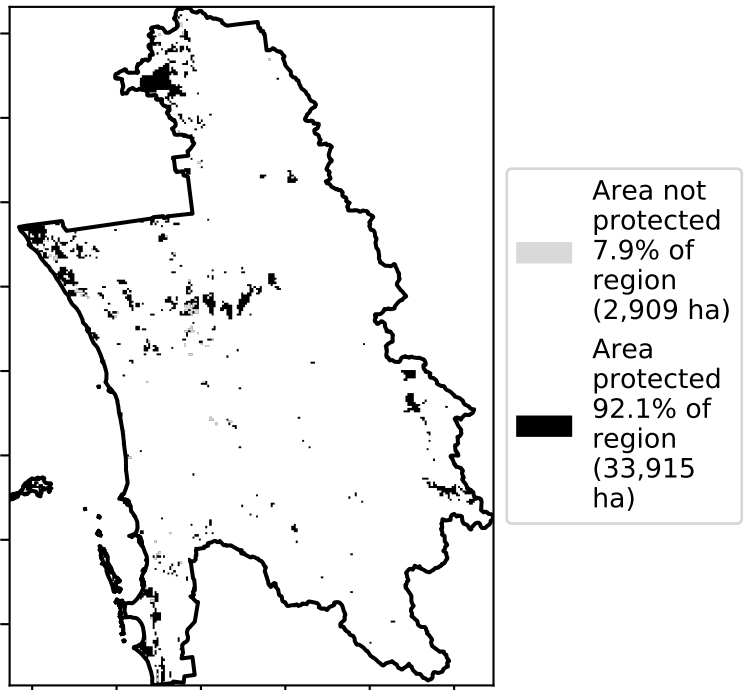 Area not
protected
7.9% of
region
(2,909 ha)
Area
protected
92.1% of
region
(33,915
ha)